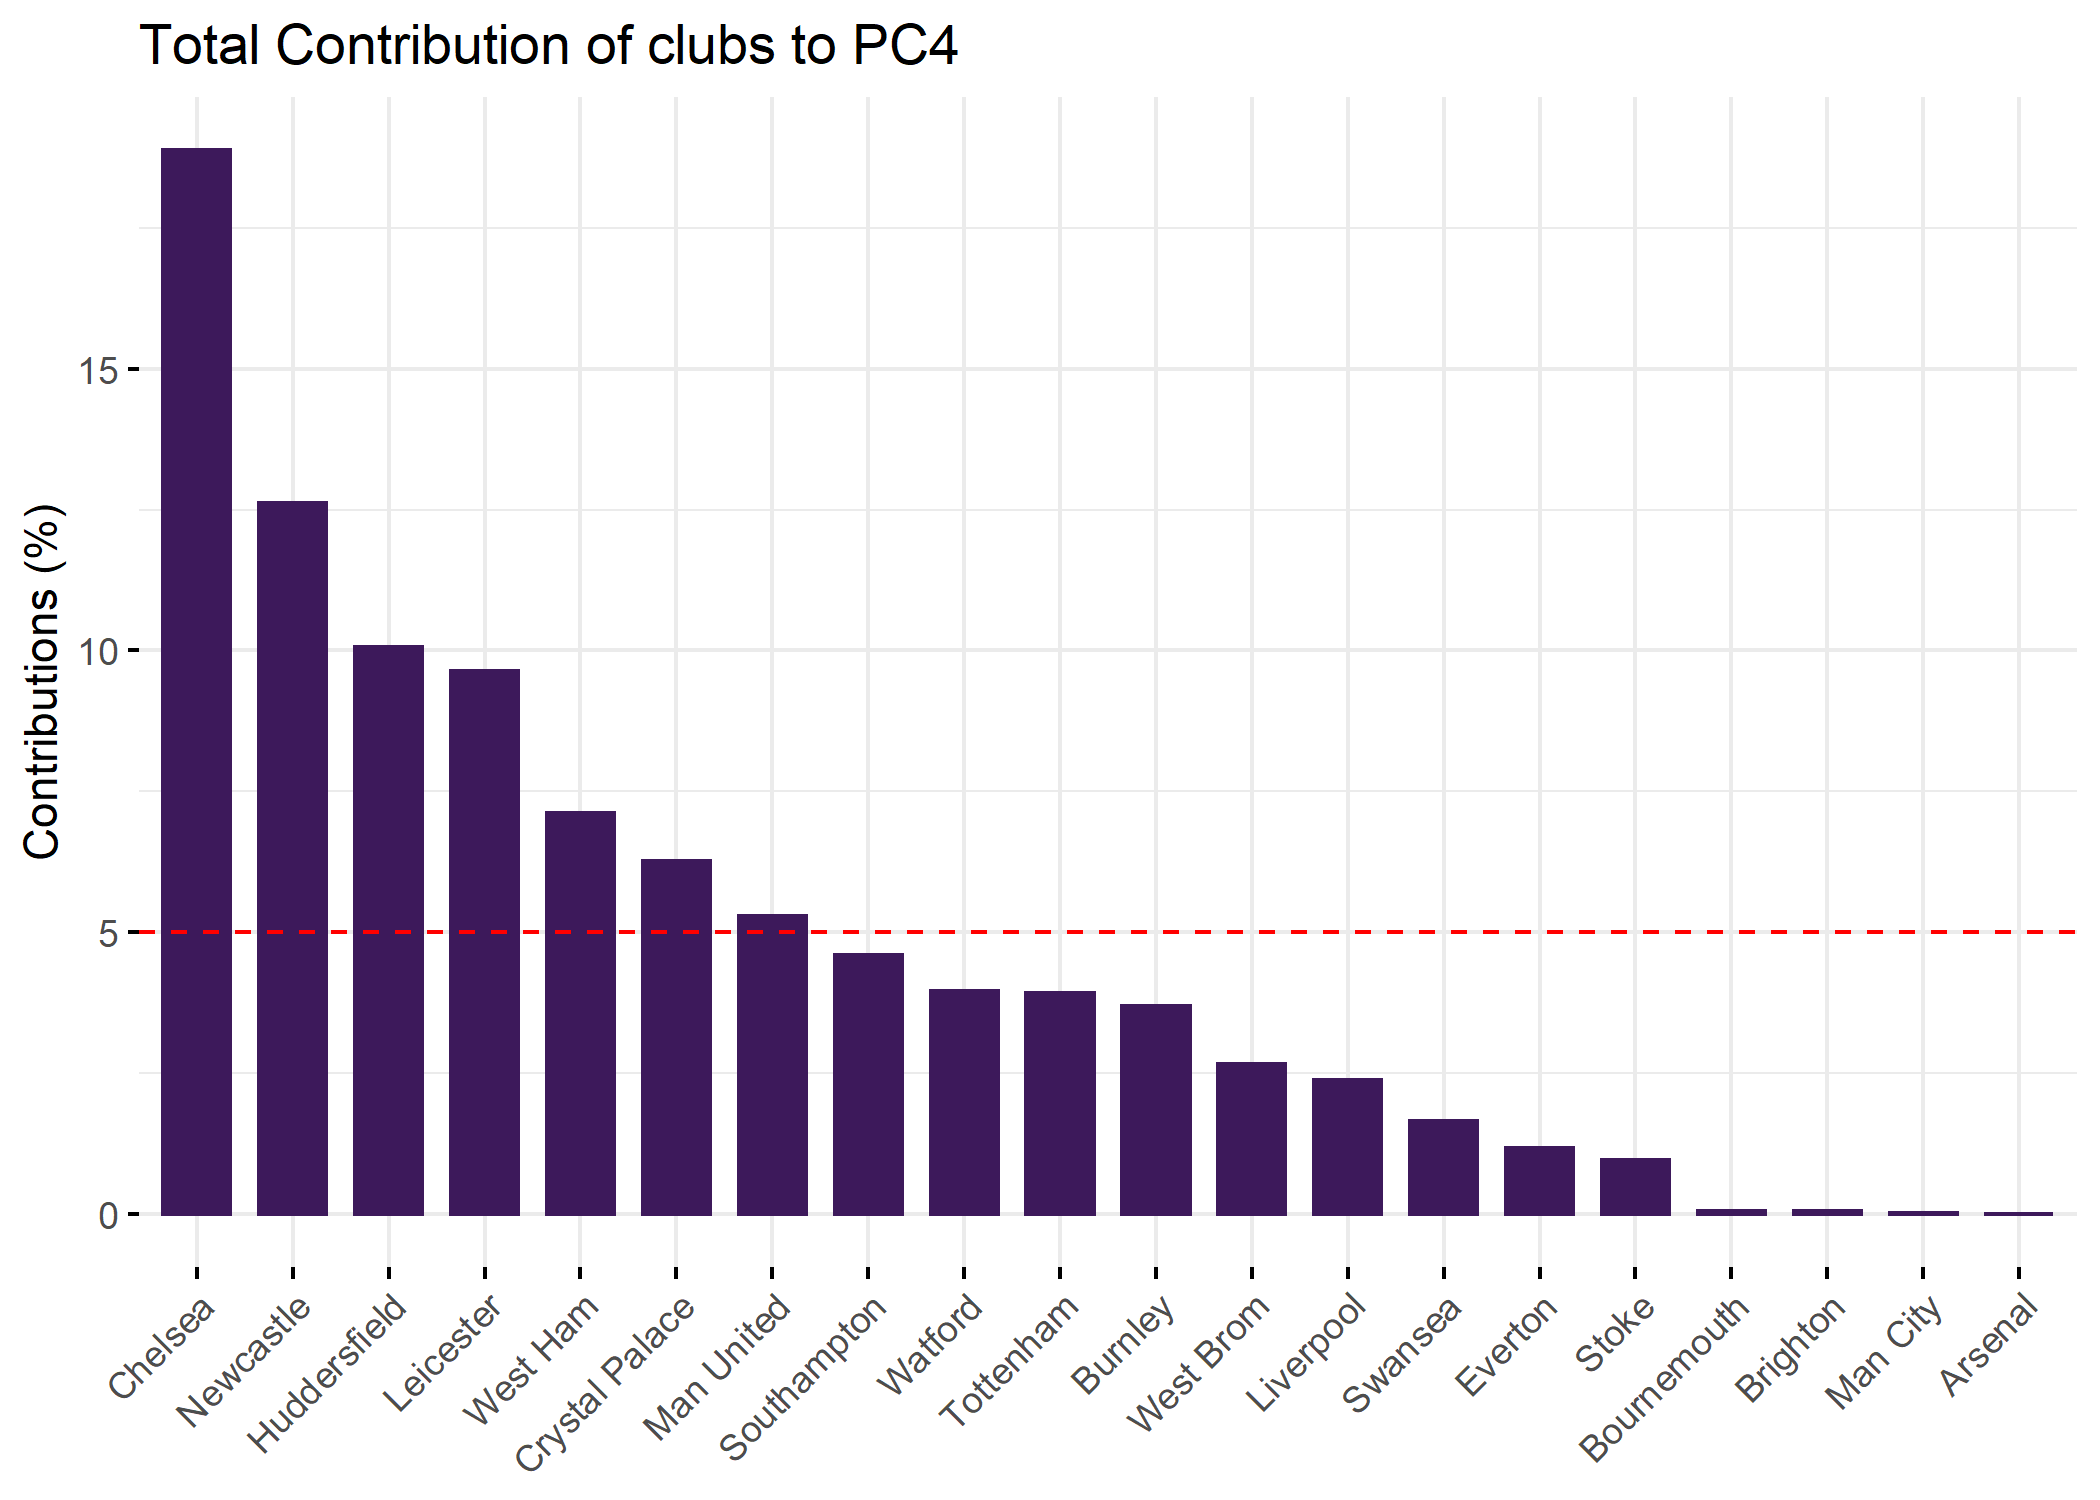 Total Contribution of clubs to PC4
Contributions (%)
15
10
5
0
Chelsea
Newcastle
Huddersfield
Leicester
West Ham
Crystal Palace
Man United
Southampton
Watford
Tottenham
Burnley
West Brom
Liverpool
Swansea
Everton
Stoke
Bournemouth
Brighton
Man City
Arsenal